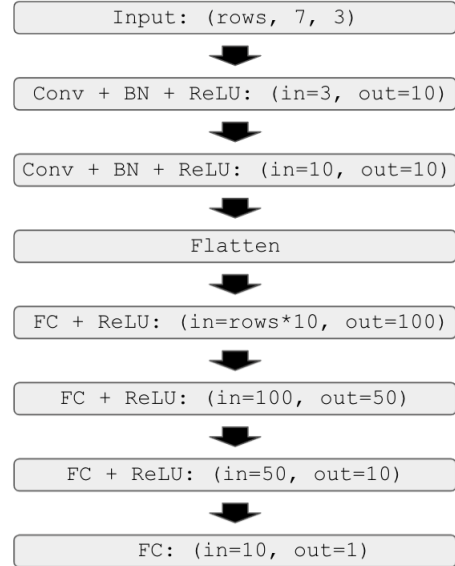 Input: (rows, 7, 3)
Conv + BN + ReLU: (in=3, out=10)
Conv + BN + ReLU: (in=10, out=10)
Flatten
FC + ReLU: (in=rows*10, out=100)
FC + ReLU: (in=100, out=50)
FC + ReLU: (in=50, out=10)
FC: (in=10, out=1)